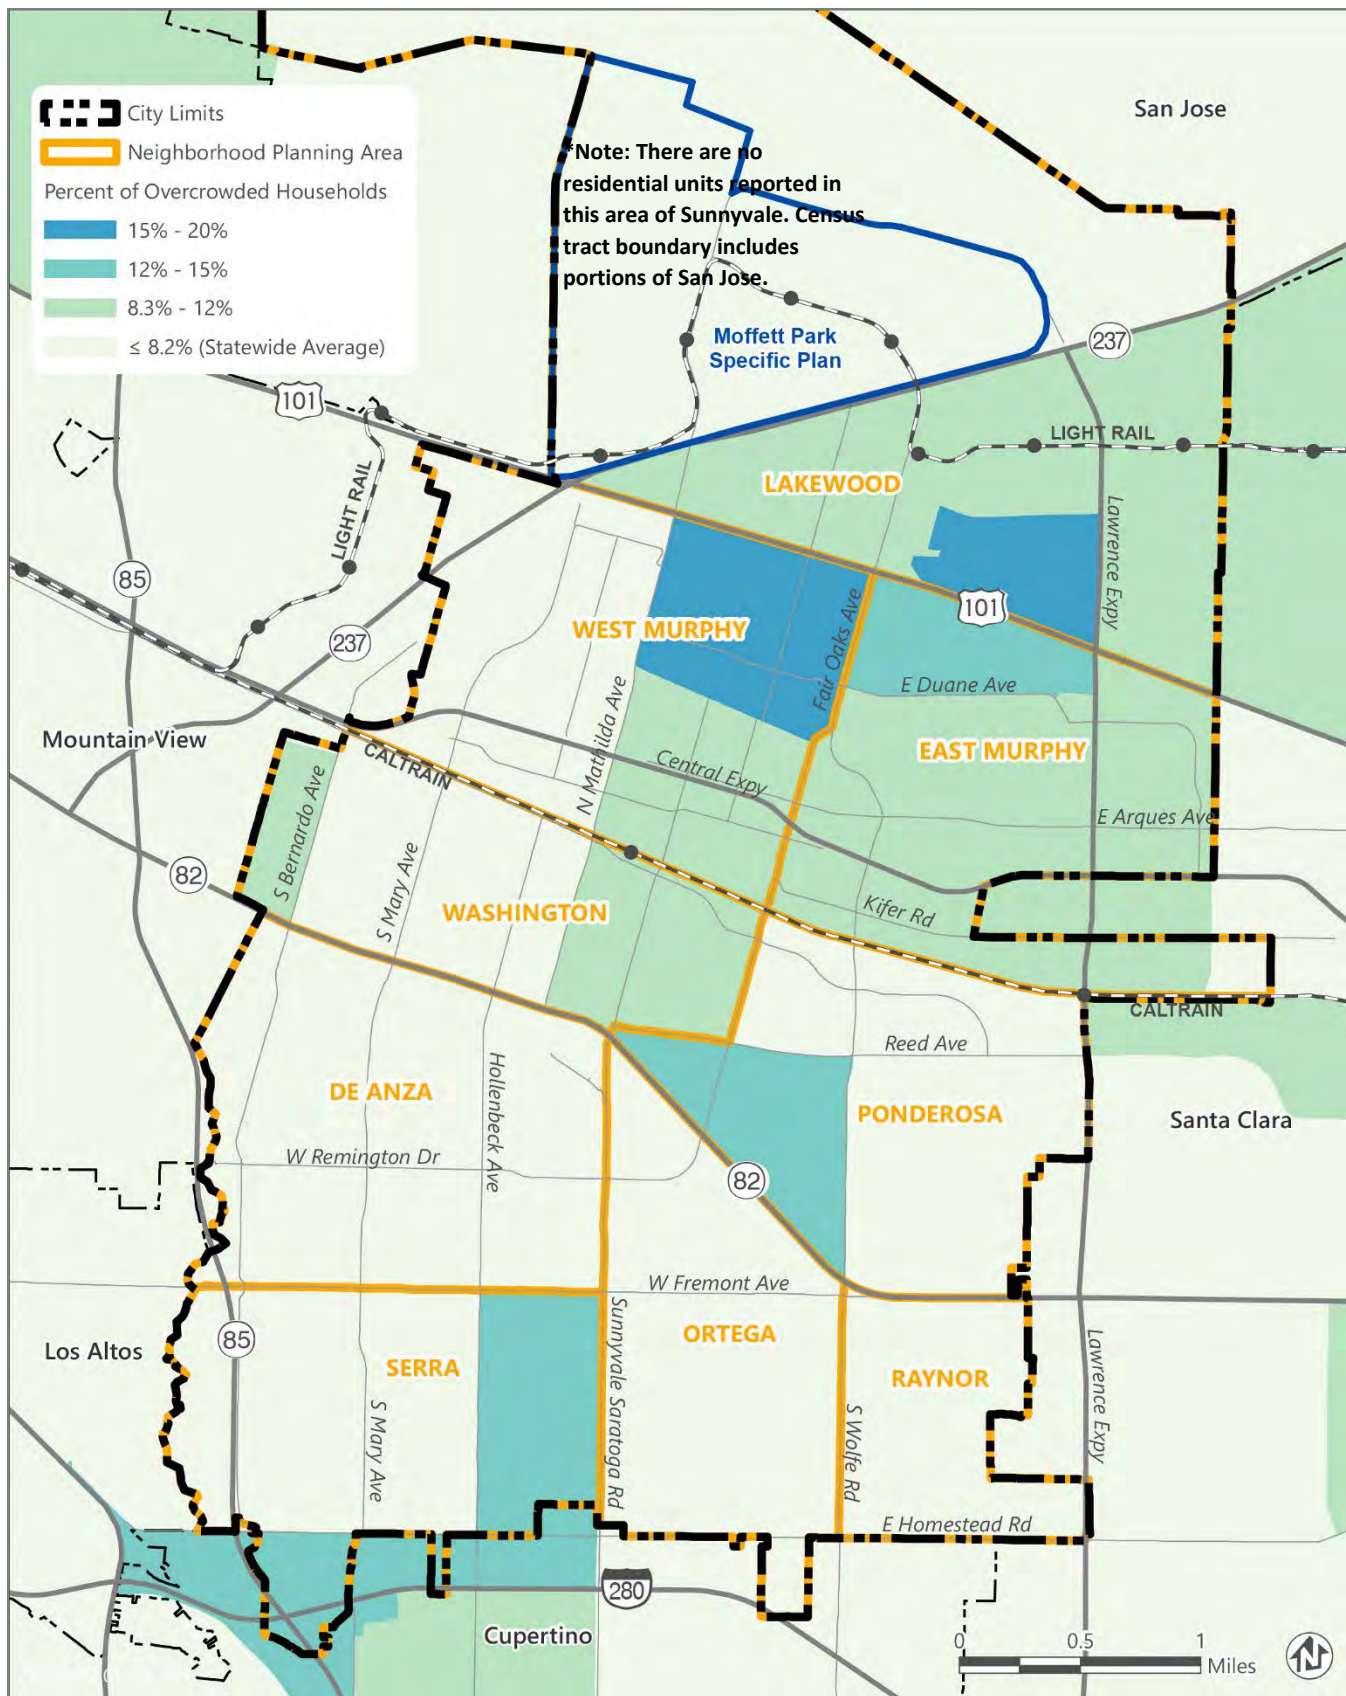 City Limits
Neighborhood Planning Area
Percent of Overcrowded Households
15% - 20%
12% - 15%
8.3% - 12%
≤ 8.2% (Statewide Average)
San Jose
*Note: There are no
residential units reported in
this area of Sunnyvale. Census
tract boundary includes
portions of San Jose.
Moffett Park
Specific Plan
237
101
LIGHT RAIL
LAKEWOOD
LIGHT RAIL
Lawrence Expy
85
101
237
WEST MURPHY
Fair Oaks Ave
E Duane Ave
Mountain View
CALTRAIN
N Mathilda Ave
Central Expy
EAST MURPHY
E Arques Ave
S Bernardo Ave
S Mary Ave
82
WASHINGTON
Kifer Rd
CALTRAIN
Reed Ave
DE ANZA
Hollenbeck Ave
PONDEROSA
Santa Clara
W Remington Dr
82
W Fremont Ave
Los Altos
85
SERRA
Sunnyvale Saratoga Rd
ORTEGA
RAYNOR
Lawrence Expy
S Mary Ave
S Wolfe Rd
E Homestead Rd
280
Cupertino
0 0.5 1
Miles
N